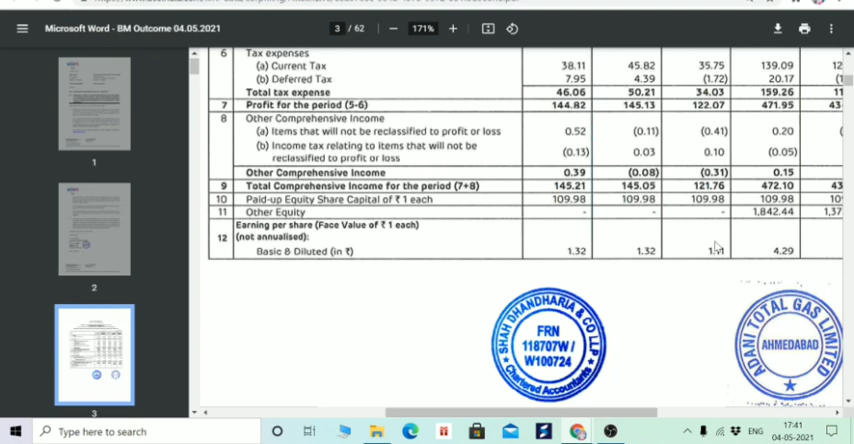 Microsoft Word - BM Outcome 04.05.2021 3 / 62 171%
6 Tax expenses
(a) Current Tax 38.11 45.82 35.75 139.09 12
(b) Deferred Tax 7.95 4.39 (1.72) 20.17 (1
Total tax expense 46.06 50.21 34.03 159.26 11
7 Profit for the period (5-6) 144.82 145.13 122.07 471.95 43
8 Other Comprehensive Income
(a) Items that will not be reclassified to profit or loss 0.52 (0.11) (0.41) 0.20 (
(b) Income tax relating to items that will not be
reclassified to profit or loss (0.13) 0.03 0.10 (0.05)
Other Comprehensive Income 0.39 (0.08) (0.31) 0.15
9 Total Comprehensive Income for the period (7+8) 145.21 145.05 121.76 472.10 43
10 Paid-up Equity Share Capital of ₹ 1 each 109.98 109.98 109.98 109.98 10
11 Other Equity - - - 1,842.44 1,37
Earning per share (Face Value of ₹ 1 each)
12 (not annualised):
Basic & Diluted (in ₹) 1.32 1.32 4.29
SHAH DHANDHARIA & CO LLP
FRN
118707W /
W100724
Chartered Accountants
ADANI TOTAL GAS LIMITED
AHMEDABAD
1
2
3
Type here to search
ENG
17:41
04-05-2021